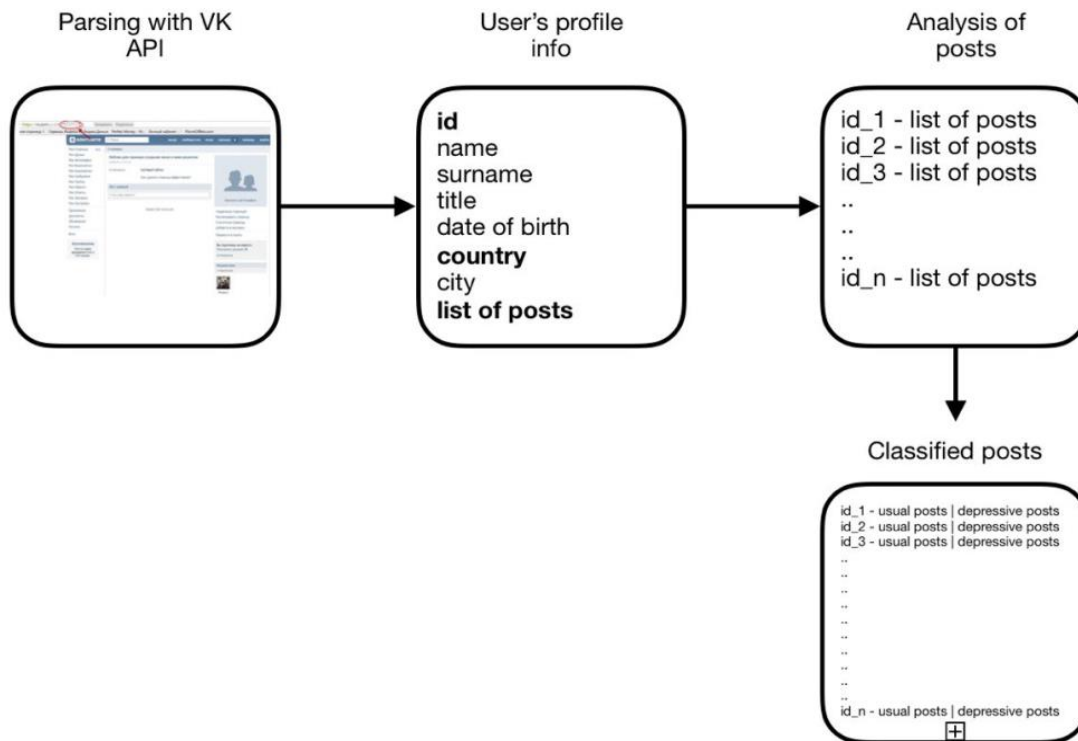 Parsing with VK
API
User's profile
info
Analysis of
posts
id
name
surname
title
date of birth
country
city
list of posts
id_1 - list of posts
id_2 - list of posts
id_3 - list of posts
..
..
..
id_n - list of posts
Classified posts
id_1 - usual posts | depressive posts
id_2 - usual posts | depressive posts
id_3 - usual posts | depressive posts
..
..
..
..
..
..
..
..
..
..
id_n - usual posts | depressive posts